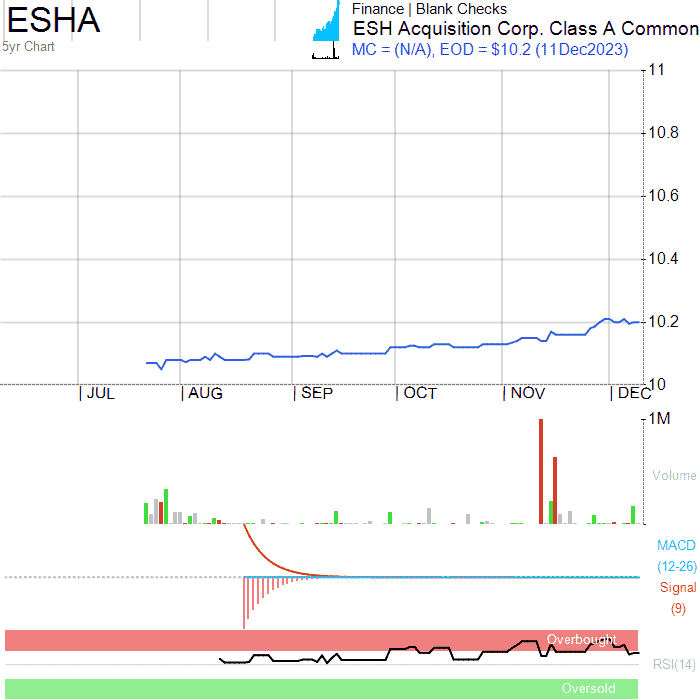 ESHA
5yr Chart
Finance | Blank Checks
ESH Acquisition Corp. Class A Common
MC = (N/A), EOD = $10.2 (11Dec2023)
11
10.8
10.6
10.4
10.2
10
| JUL | AUG | SEP | OCT | NOV | DEC
1M
Volume
MACD
(12-26)
Signal
(9)
Overbought
RSI(14)
Oversold